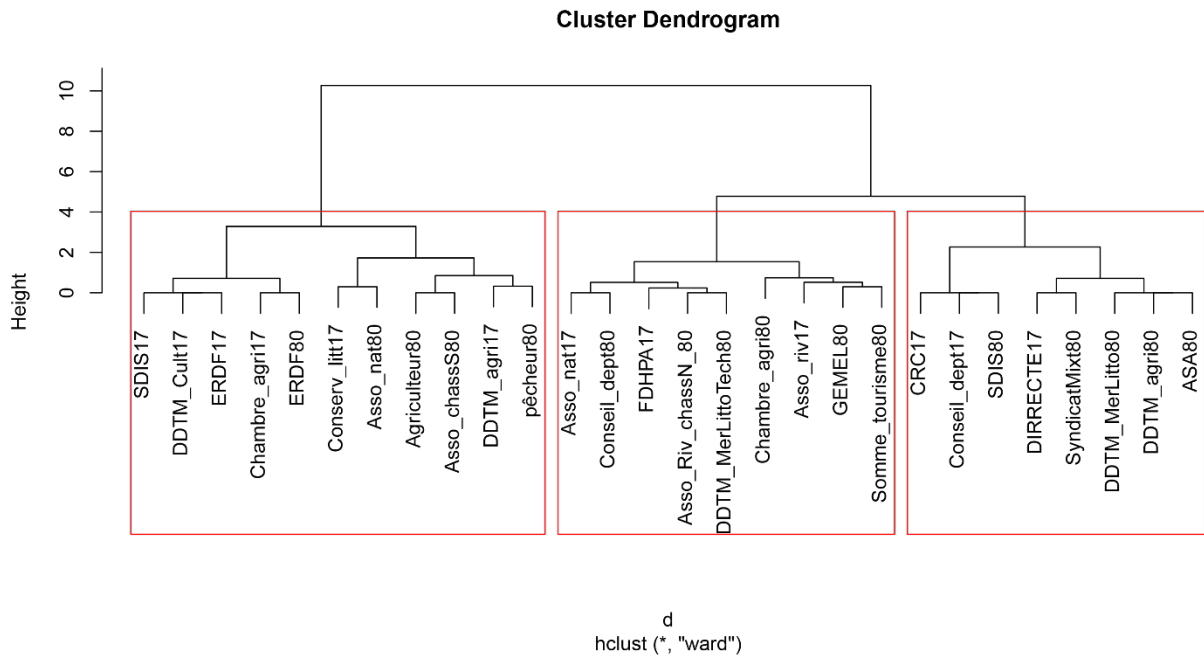 Cluster Dendrogram
Height
10
8
6
4
2
0
SDIS17
DDTM_Cult17
ERDF17
Chambre_agri17
ERDF80
Conserv_litt17
Asso_nat80
Agriculteur80
Asso_chassS80
DDTM_agri17
pêcheur80
Asso_nat17
Conseil_dept80
FDHPA17
Asso_Riv_chassN_80
DDTM_MerLittoTech80
Chambre_agri80
Asso_riv17
GEMEL80
Somme_tourisme80
CRC17
Conseil_dept17
SDIS80
DIRRECTE17
SyndicatMixt80
DDTM_MerLitto80
DDTM_agri80
ASA80
d
hclust (*, "ward")